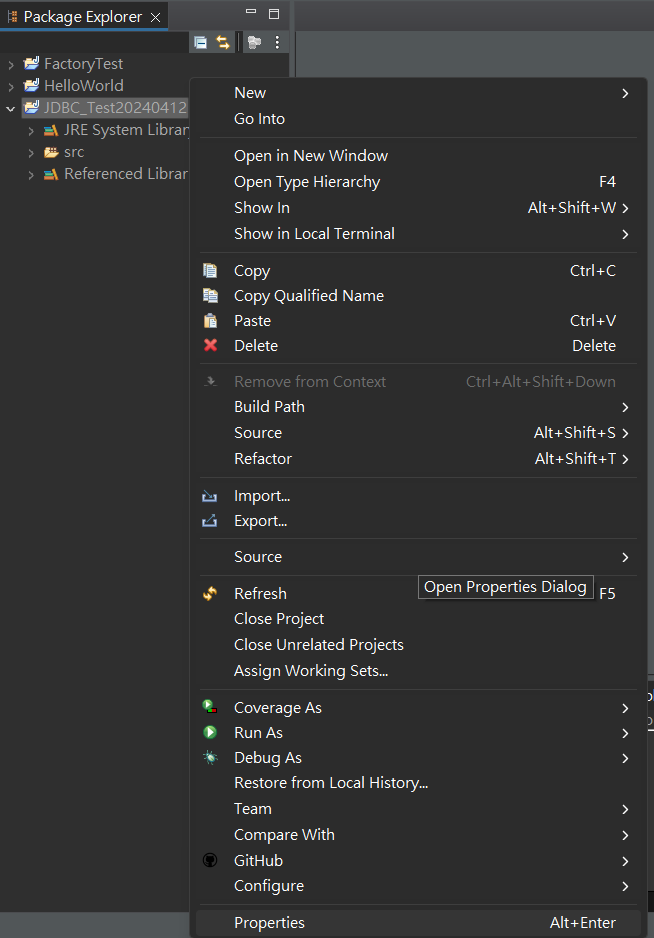 Package Explorer
FactoryTest
HelloWorld
JDBC_Test20240412
JRE System Library
src
Referenced Librar
New
Go Into
Open in New Window
Open Type Hierarchy F4
Show In Alt+Shift+W
Show in Local Terminal
Copy Ctrl+C
Copy Qualified Name
Paste Ctrl+V
Delete Delete
Remove from Context Ctrl+Alt+Shift+Down
Build Path
Source Alt+Shift+S
Refactor Alt+Shift+T
Import...
Export...
Source
Open Properties Dialog
Refresh F5
Close Project
Close Unrelated Projects
Assign Working Sets...
Coverage As
Run As
Debug As
Restore from Local History...
Team
Compare With
GitHub
Configure
Properties Alt+Enter